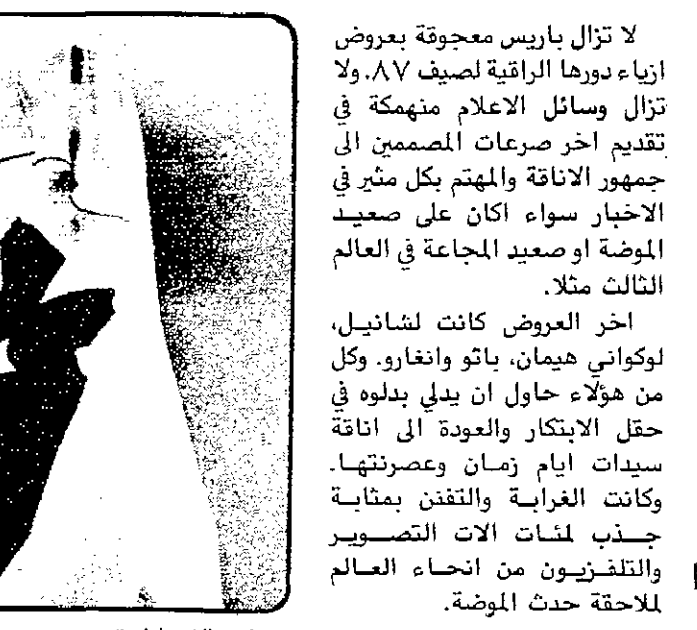 لا تزال باريس معجوقة بعروض
ازياء دورها الراقية لصيف ٨٧. ولا
تزال وسائل الاعلام منهمكة في
تقديم اخر صرعات المصممين الى
جمهور الاناقة والمهتم بكل مثير في
الاخبار سواء اكان على صعيد
الموضة او صعيد المجاعة في العالم
الثالث مثلا.
اخر العروض كانت لشانيل،
لوكواني هيمان، باتو وانغارو. وكل
من هؤلاء حاول ان يدلي بدلوه في
حقل الابتكار والعودة الى اناقة
سيدات ايام زمان وعصرنتها.
وكانت الغرابة والتفنن بمثابة
جذب لمئات الات التصوير
والتلفزيون من انحاء العالم
لملاحقة حدث الموضة.